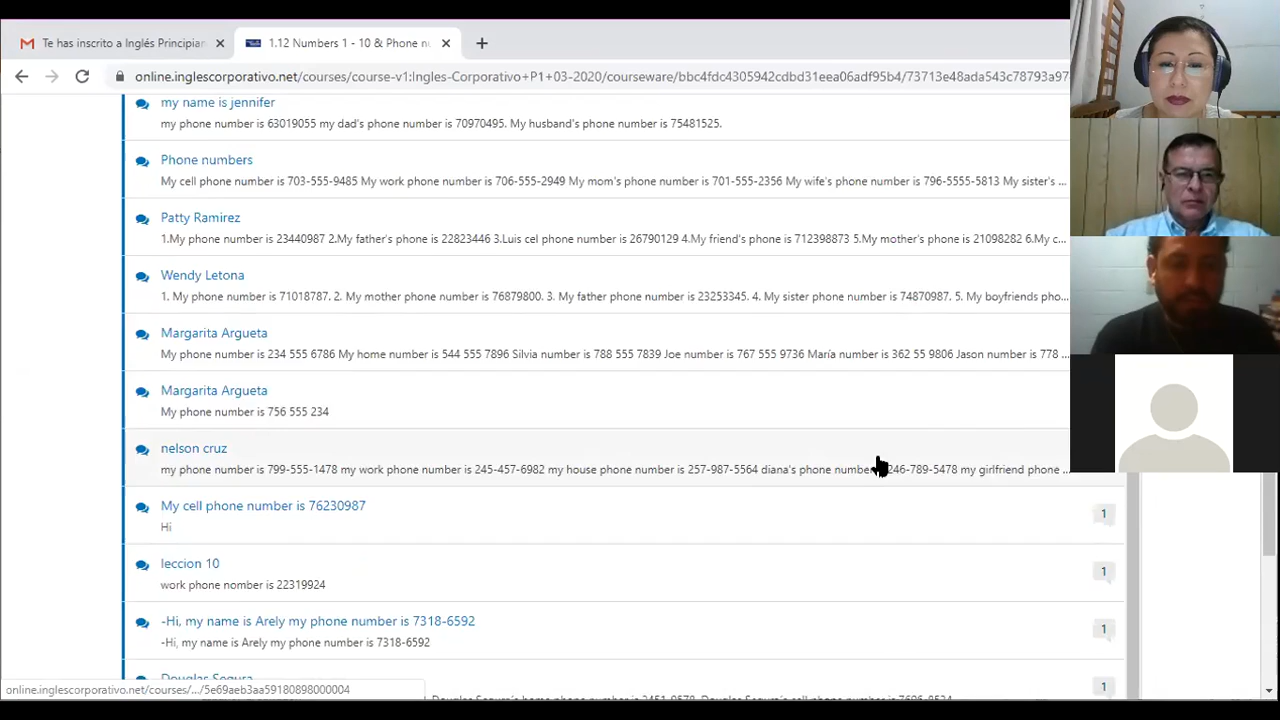 Te has inscrito a Inglés Principian
1.12 Numbers 1 - 10 & Phone nu
online.inglescorporativo.net/courses/course-v1:Ingles-Corporativo+P1+03-2020/courseware/bbc4fdc4305942cdbd31eea06adf95b4/73713e48ada543c78793a97
my name is jennifer
my phone number is 63019055 my dad's phone number is 70970495. My husband's phone number is 75481525.
Phone numbers
My cell phone number is 703-555-9485 My work phone number is 706-555-2949 My mom's phone number is 701-555-2356 My wife's phone number is 796-5555-5813 My sister's ...
Patty Ramirez
1.My phone number is 23440987 2.My father's phone is 22823446 3.Luis cel phone number is 26790129 4.My friend's phone is 712398873 5.My mother's phone is 21098282 6.My c...
Wendy Letona
1. My phone number is 71018787. 2. My mother phone number is 76879800. 3. My father phone number is 23253345. 4. My sister phone number is 74870987. 5. My boyfriends pho...
Margarita Argueta
My phone number is 234 555 6786 My home number is 544 555 7896 Silvia number is 788 555 7839 Joe number is 767 555 9736 María number is 362 55 9806 Jason number is 778 ...
Margarita Argueta
My phone number is 756 555 234
nelson cruz
my phone number is 799-555-1478 my work phone number is 245-457-6982 my house phone number is 257-987-5564 diana's phone number 246-789-5478 my girlfriend phone ...
My cell phone number is 76230987
Hi
1
leccion 10
work phone nomber is 22319924
1
-Hi, my name is Arely my phone number is 7318-6592
-Hi, my name is Arely my phone number is 7318-6592
1
Douglas Segura
1
online.inglescorporativo.net/courses/.../5e69aeb3aa59180898000004